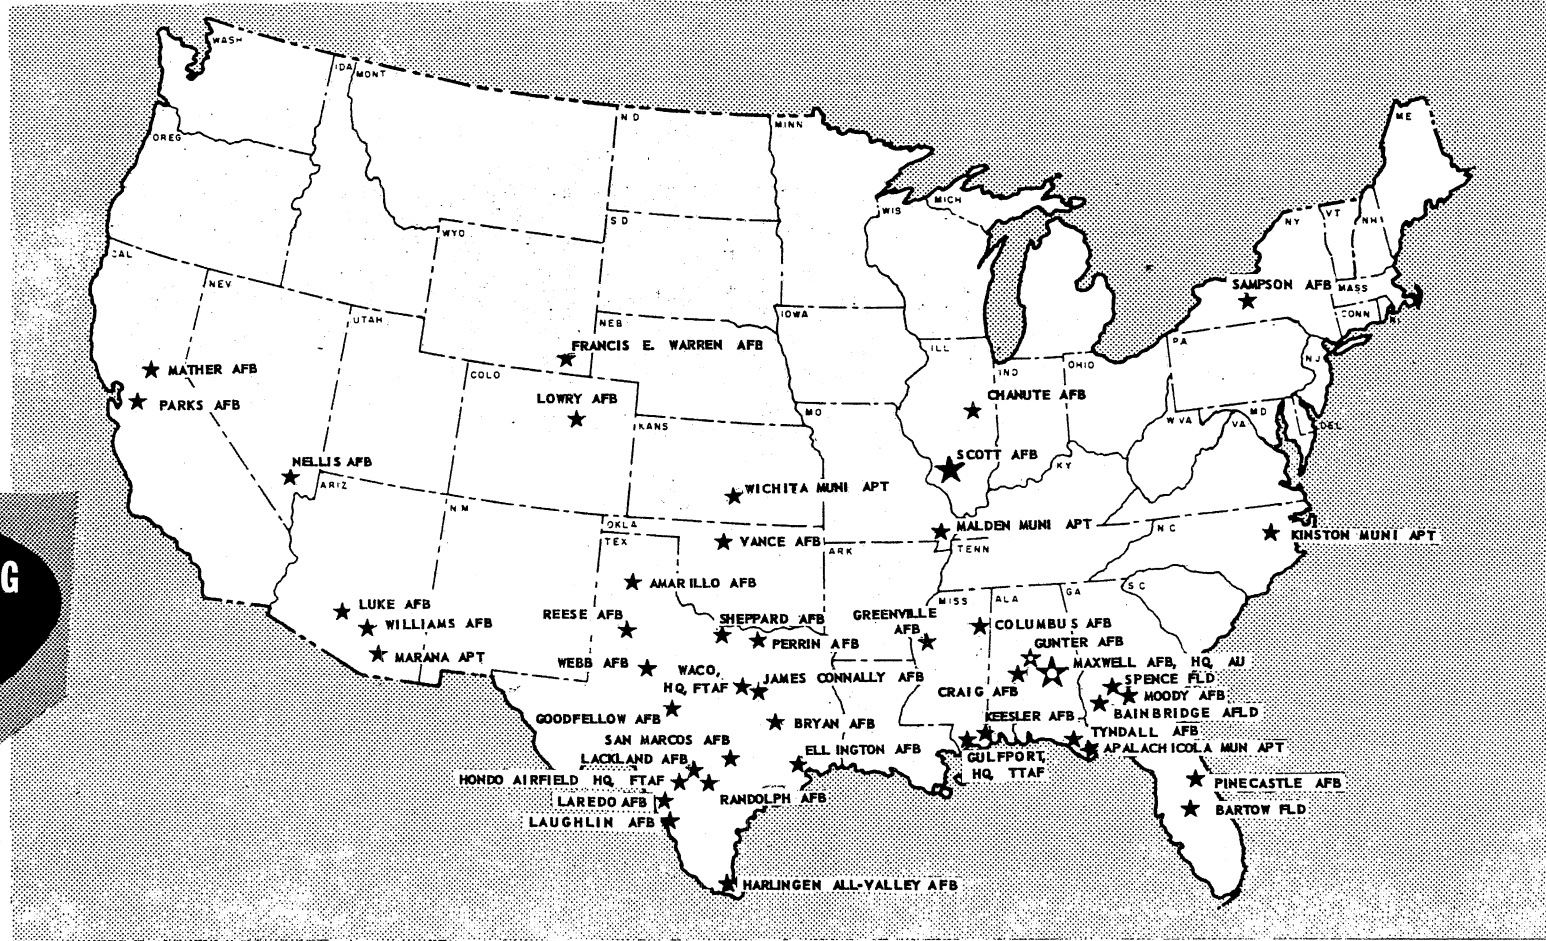 WASH
IDA
MONT
N D
MINN
ME
OREG
S D
WIS
MICH
NY
VT
NH
WYO
CAL
NEV
SAMPSON AFB
MASS
UTAH
NEB
IOWA
CONN
FRANCIS E. WARREN AFB
ILL
PA
MATHER AFB
COLO
IND
OHIO
NJ
PARKS AFB
LOWRY AFB
CHANUTE AFB
KANS
MO
W VA
VA
MD
DEL
NELLIS AFB
SCOTT AFB
KY
ARIZ
WICHITA MUNI APT
N M
OKLA
MALDEN MUNI APT
N C
TEX
VANCE AFB
ARK
TENN
KINSTON MUNI APT
G
AMARILLO AFB
MISS
ALA
GA
S C
LUKE AFB
WILLIAMS AFB
REESE AFB
SHEPPARD AFB
GREENVILLE
AFB
COLUMBUS AFB
PERRIN AFB
GUNTER AFB
MARANA APT
WEBB AFB
WACO,
HQ, FTAF
JAMES CONNALLY AFB
MAXWELL AFB, HQ, AU
SPENCE FLD
CRAIG AFB
MOODY AFB
GOODFELLOW AFB
BRYAN AFB
KEESLER AFB
BAINBRIDGE AFLD
TYNDALL AFB
SAN MARCOS AFB
ELLINGTON AFB
APALACHICOLA MUN APT
LACKLAND AFB
GULFPORT,
HQ, TTAF
HONDO AIRFIELD HQ, FTAF
PINECASTLE AFB
LAREDO AFB
RANDOLPH AFB
BARTOW FLD
LAUGHLIN AFB
HARLINGEN ALL-VALLEY AFB